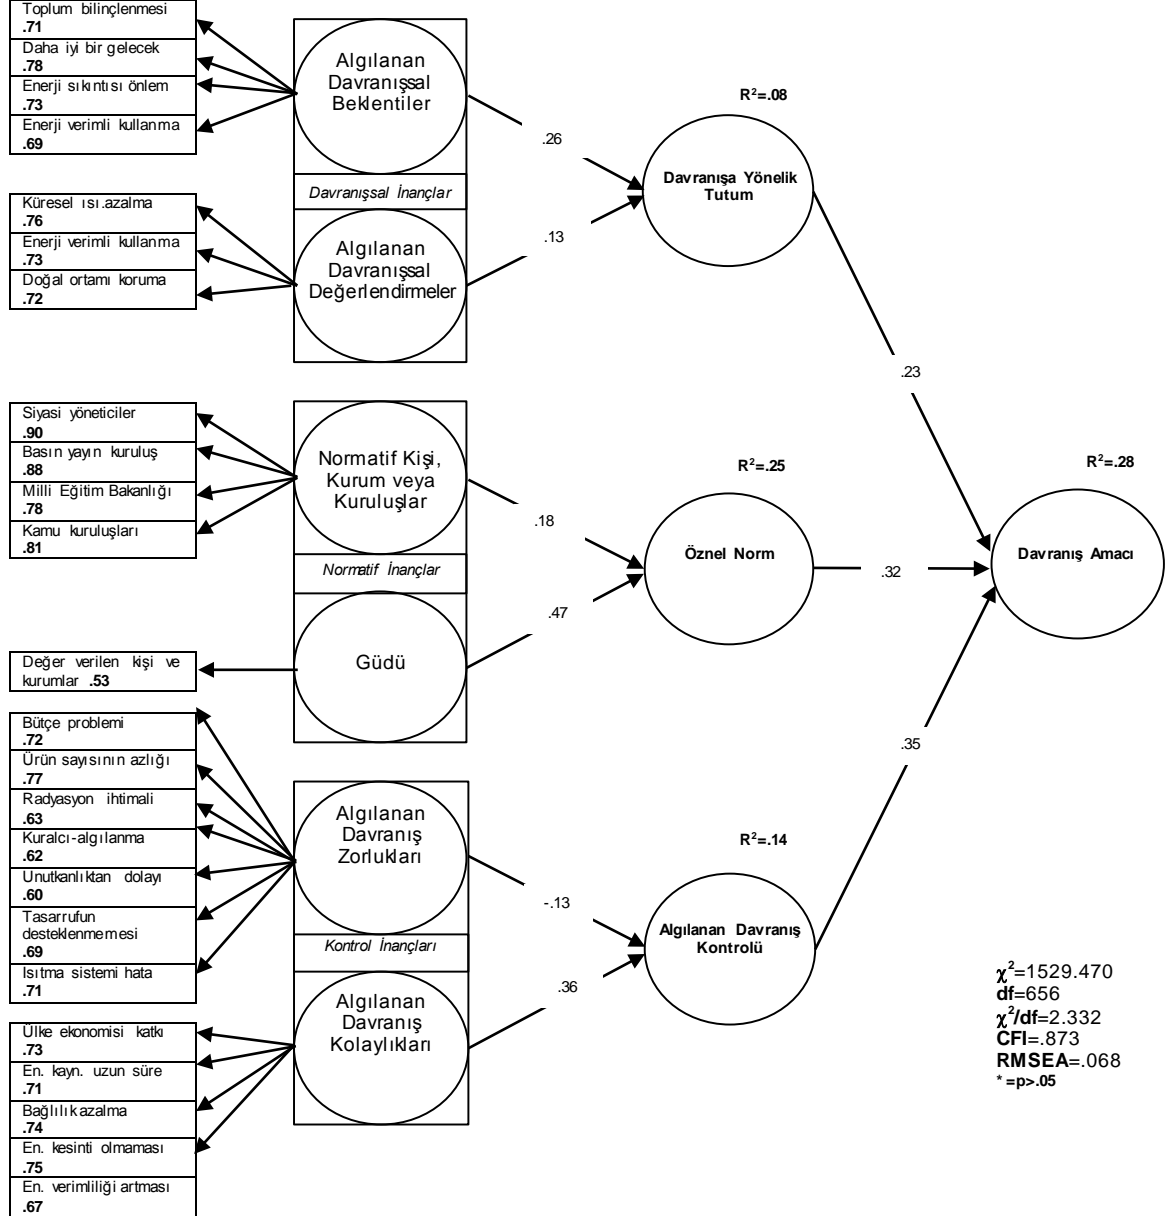 Toplum bilinçlenmesi
.71
Daha iyi bir gelecek
.78
Enerji sıkıntısı önlem
.73
Enerji verimli kullanma
.69
Küresel ısı.azalma
.76
Enerji verimli kullanma
.73
Doğal ortamı koruma
.72
Siyasi yöneticiler
.90
Basın yayın kuruluş
.88
Milli Eğitim Bakanlığı
.78
Kamu kuruluşları
.81
Değer verilen kişi ve
kurumlar .53
Bütçe problemi
.72
Ürün sayısının azlığı
.77
Radyasyon ihtimali
.63
Kuralcı-algılanma
.62
Unutkanlıktan dolayı
.60
Tasarrufun
desteklenmemesi
.69
Isıtma sistemi hata
.71
Ülke ekonomisi katkı
.73
En. kayn. uzun süre
.71
Bağlılık azalma
.74
En. kesinti olmaması
.75
En. verimliliği artması
.67
Algılanan
Davranışsal
Beklentiler
Davranışsal İnançlar
Algılanan
Davranışsal
Değerlendirmeler
Normatif Kişi,
Kurum veya
Kuruluşlar
Normatif İnançlar
Güdü
Algılanan
Davranış
Zorlukları
Kontrol İnançları
Algılanan
Davranış
Kolaylıkları
.26
.13
.18
.47
-.13
.36
R²=.08
Davranışa Yönelik
Tutum
R²=.25
Öznel Norm
R²=.14
Algılanan Davranış
Kontrolü
.23
.32
.35
R²=.28
Davranış Amacı
χ²=1529.470
df=656
χ²/df=2.332
CFI=.873
RMSEA=.068
*=p>.05